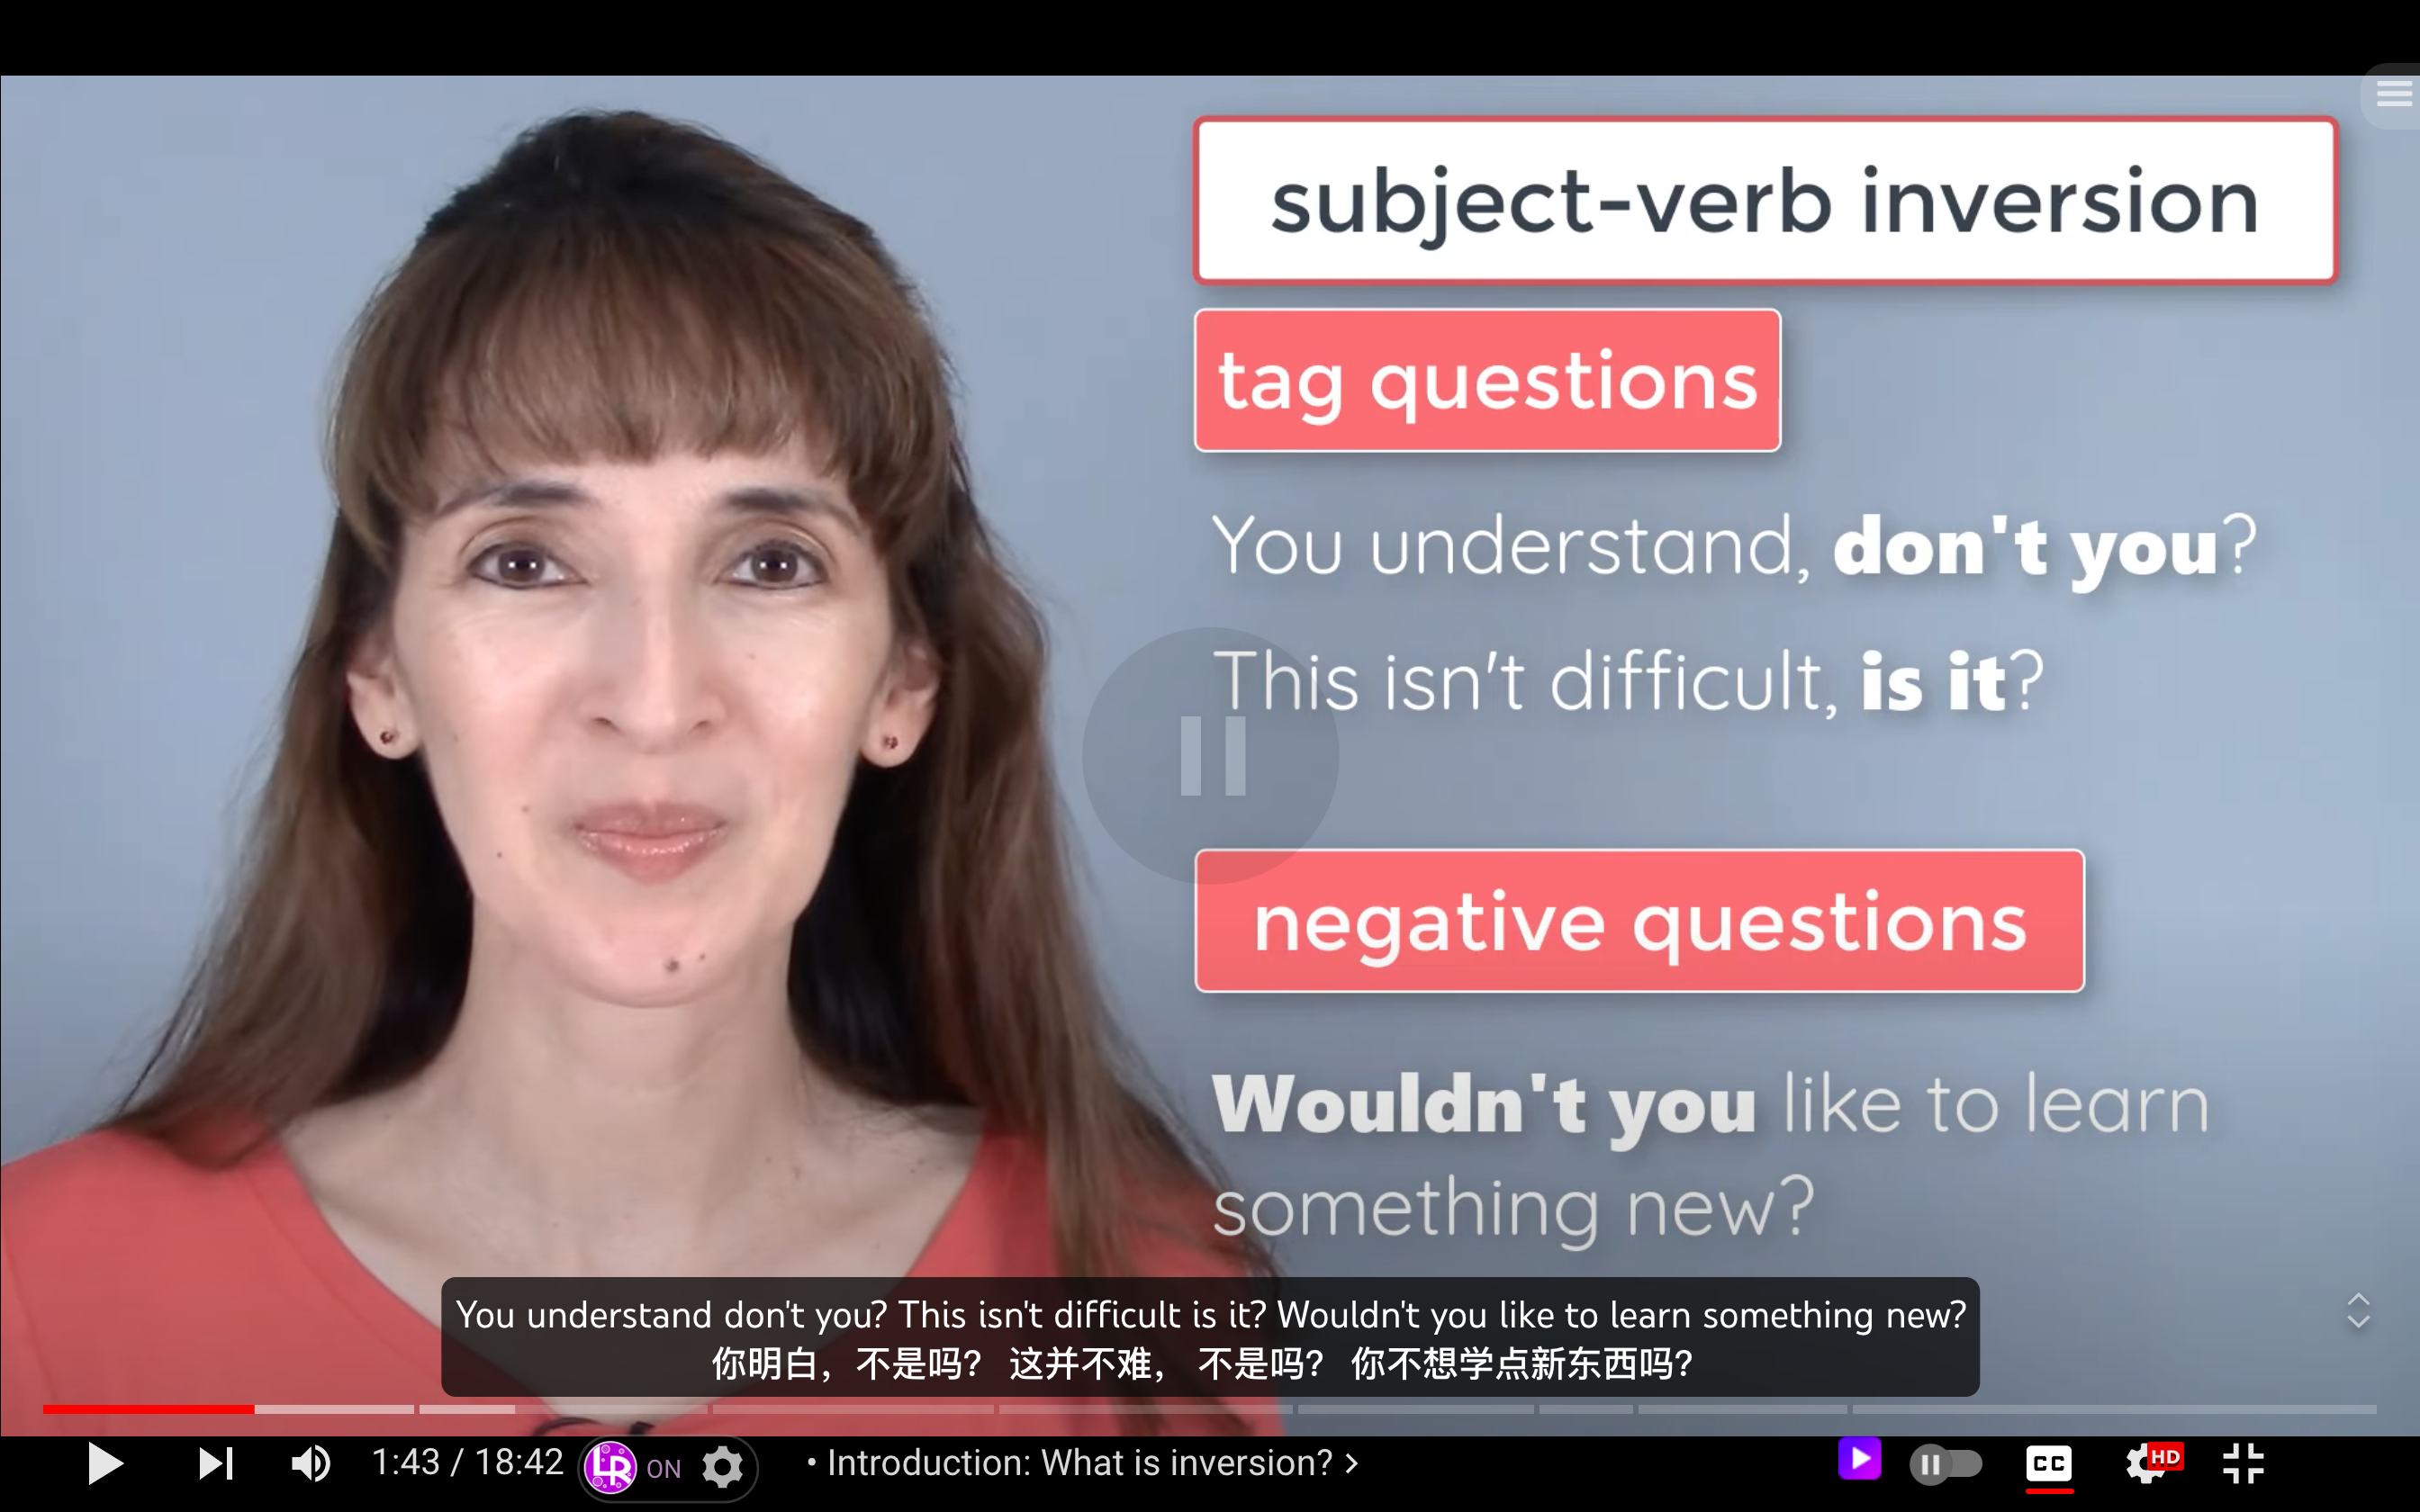 subject-verb inversion
tag questions
You understand, don't you?
This isn't difficult, is it?
negative questions
Wouldn't you like to learn
something new?
You understand don't you? This isn't difficult is it? Wouldn't you like to learn something new?
你明白，不是吗？ 这并不难， 不是吗？ 你不想学点新东西吗？
1:43 / 18:42 LR ON • Introduction: What is inversion? CC HD